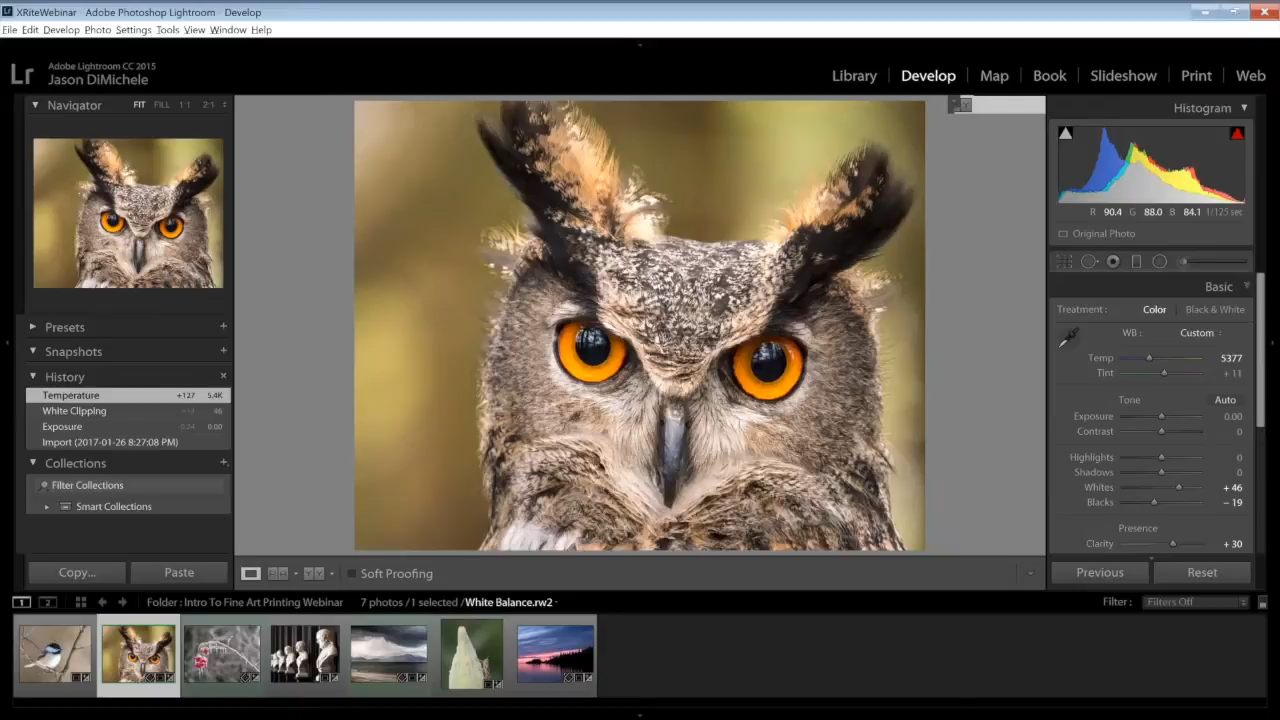 XRiteWebinar - Adobe Photoshop Lightroom - Develop
File Edit Develop Photo Settings Tools View Window Help
Lr Adobe Lightroom CC 2015
Jason DiMichele
Library | Develop | Map | Book | Slideshow | Print | Web
Navigator FIT FILL 1:1 2:1
Presets
Snapshots
History
Temperature +127 5.4K
White Clipping +14 46
Exposure 0.24 0.00
Import (2017-01-26 8:27:08 PM)
Collections
Filter Collections
Smart Collections
Copy... Paste
Histogram
R 90.4 G 88.0 B 84.1 1/125 sec
Original Photo
Basic
Treatment : Color | Black & White
WB : Custom
Temp 5377
Tint + 11
Tone Auto
Exposure 0.00
Contrast 0
Highlights 0
Shadows 0
Whites + 46
Blacks – 19
Presence
Clarity + 30
Soft Proofing
Previous Reset
1 2 Folder : Intro To Fine Art Printing Webinar 7 photos /1 selected /White Balance.rw2
Filter : Filters Off